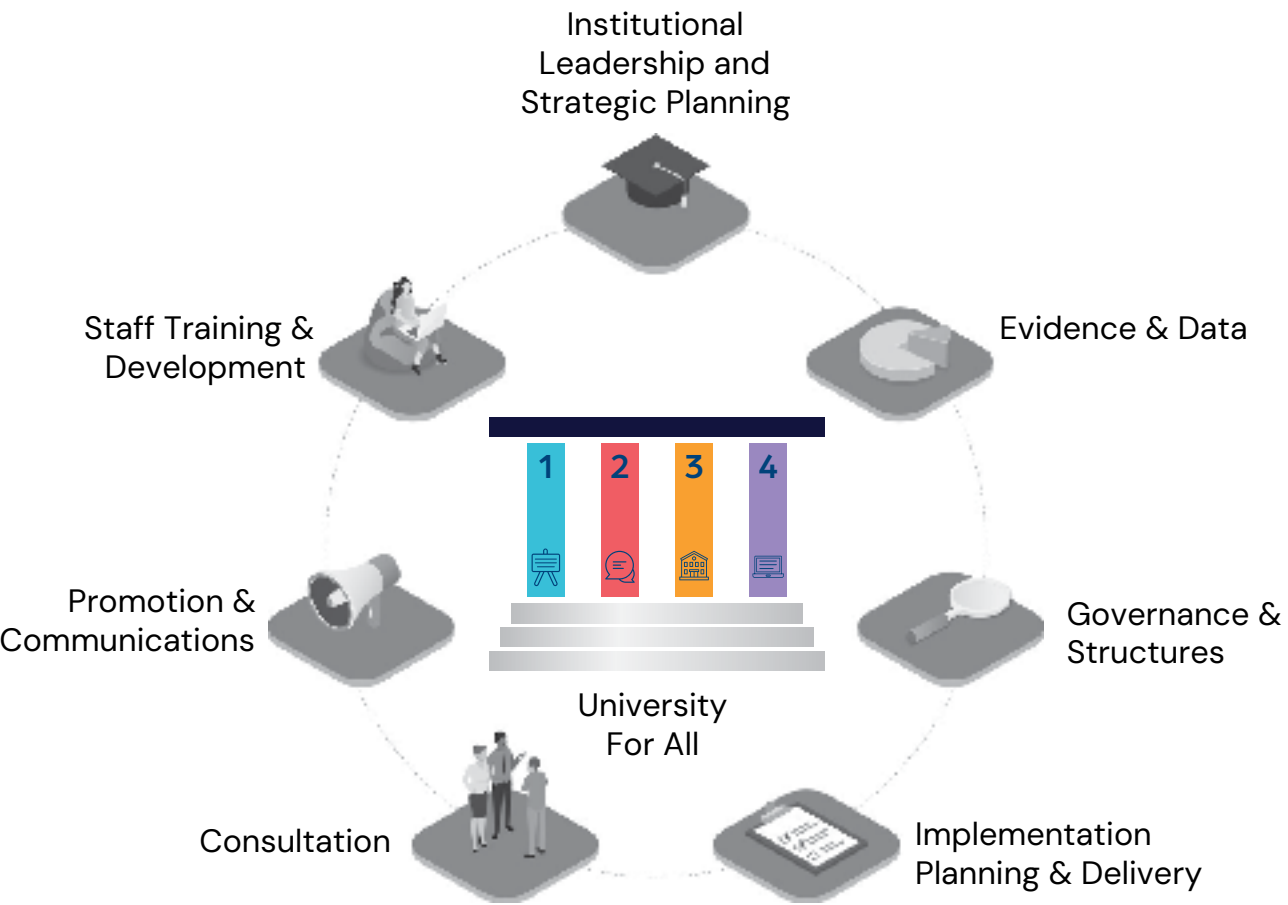 Institutional
Leadership and
Strategic Planning
Staff Training &
Development
Evidence & Data
1
2
3
4
Promotion &
Communications
Governance &
Structures
University
For All
Consultation
Implementation
Planning & Delivery